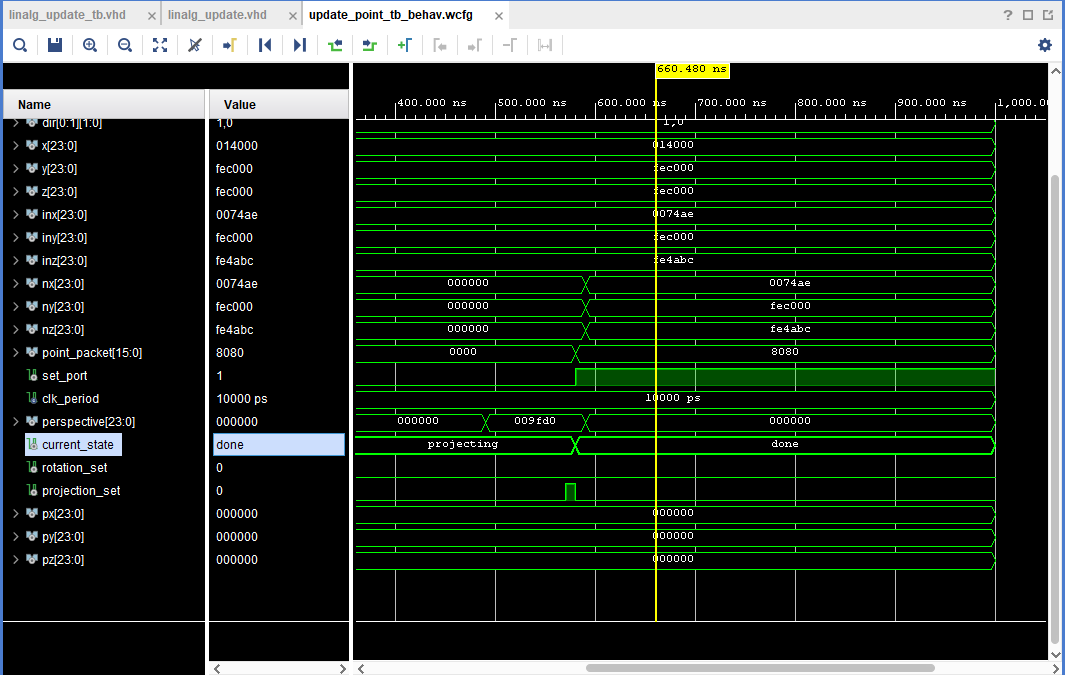 linalg_update_tb.vhd × linalg_update.vhd × update_point_tb_behav.wcfg ×
660.480 ns
Name Value 400.000 ns 500.000 ns 600.000 ns 700.000 ns 800.000 ns 900.000 ns 1,000.0
dir[0:1][1:0] 1,0 1,0
x[23:0] 014000 014000
y[23:0] fec000 fec000
z[23:0] fec000 fec000
inx[23:0] 0074ae 0074ae
iny[23:0] fec000 fec000
inz[23:0] fe4abc fe4abc
nx[23:0] 0074ae 000000 0074ae
ny[23:0] fec000 000000 fec000
nz[23:0] fe4abc 000000 fe4abc
point_packet[15:0] 8080 0000 8080
set_port 1
clk_period 10000 ps 10000 ps
perspective[23:0] 000000 000000 009fd0 000000
current_state done projecting done
rotation_set 0
projection_set 0
px[23:0] 000000 000000
py[23:0] 000000 000000
pz[23:0] 000000 000000